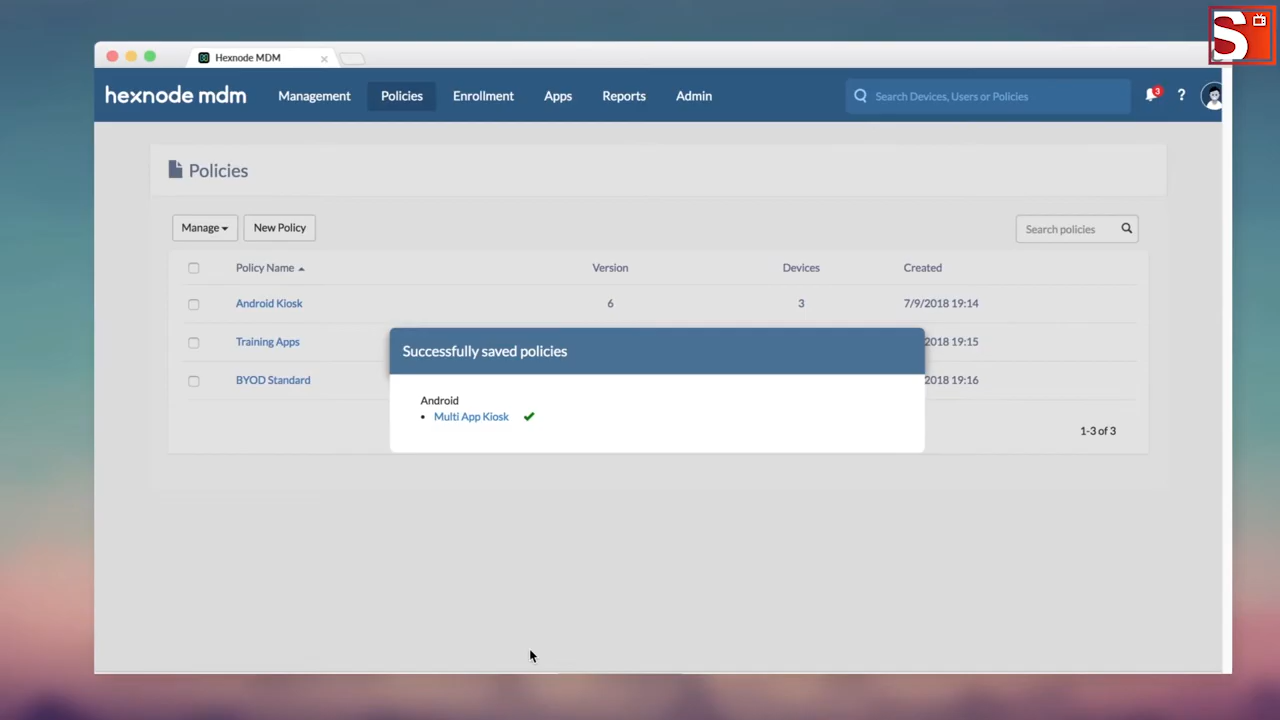 S
Hexnode MDM
hexnode mdm Management Policies Enrollment Apps Reports Admin Search Devices, Users or Policies 3 ?
Policies
Manage New Policy Search policies
Policy Name Version Devices Created
Android Kiosk 6 3 7/9/2018 19:14
Training Apps 2018 19:15
BYOD Standard 2018 19:16
Successfully saved policies
Android
• Multi App Kiosk
1-3 of 3